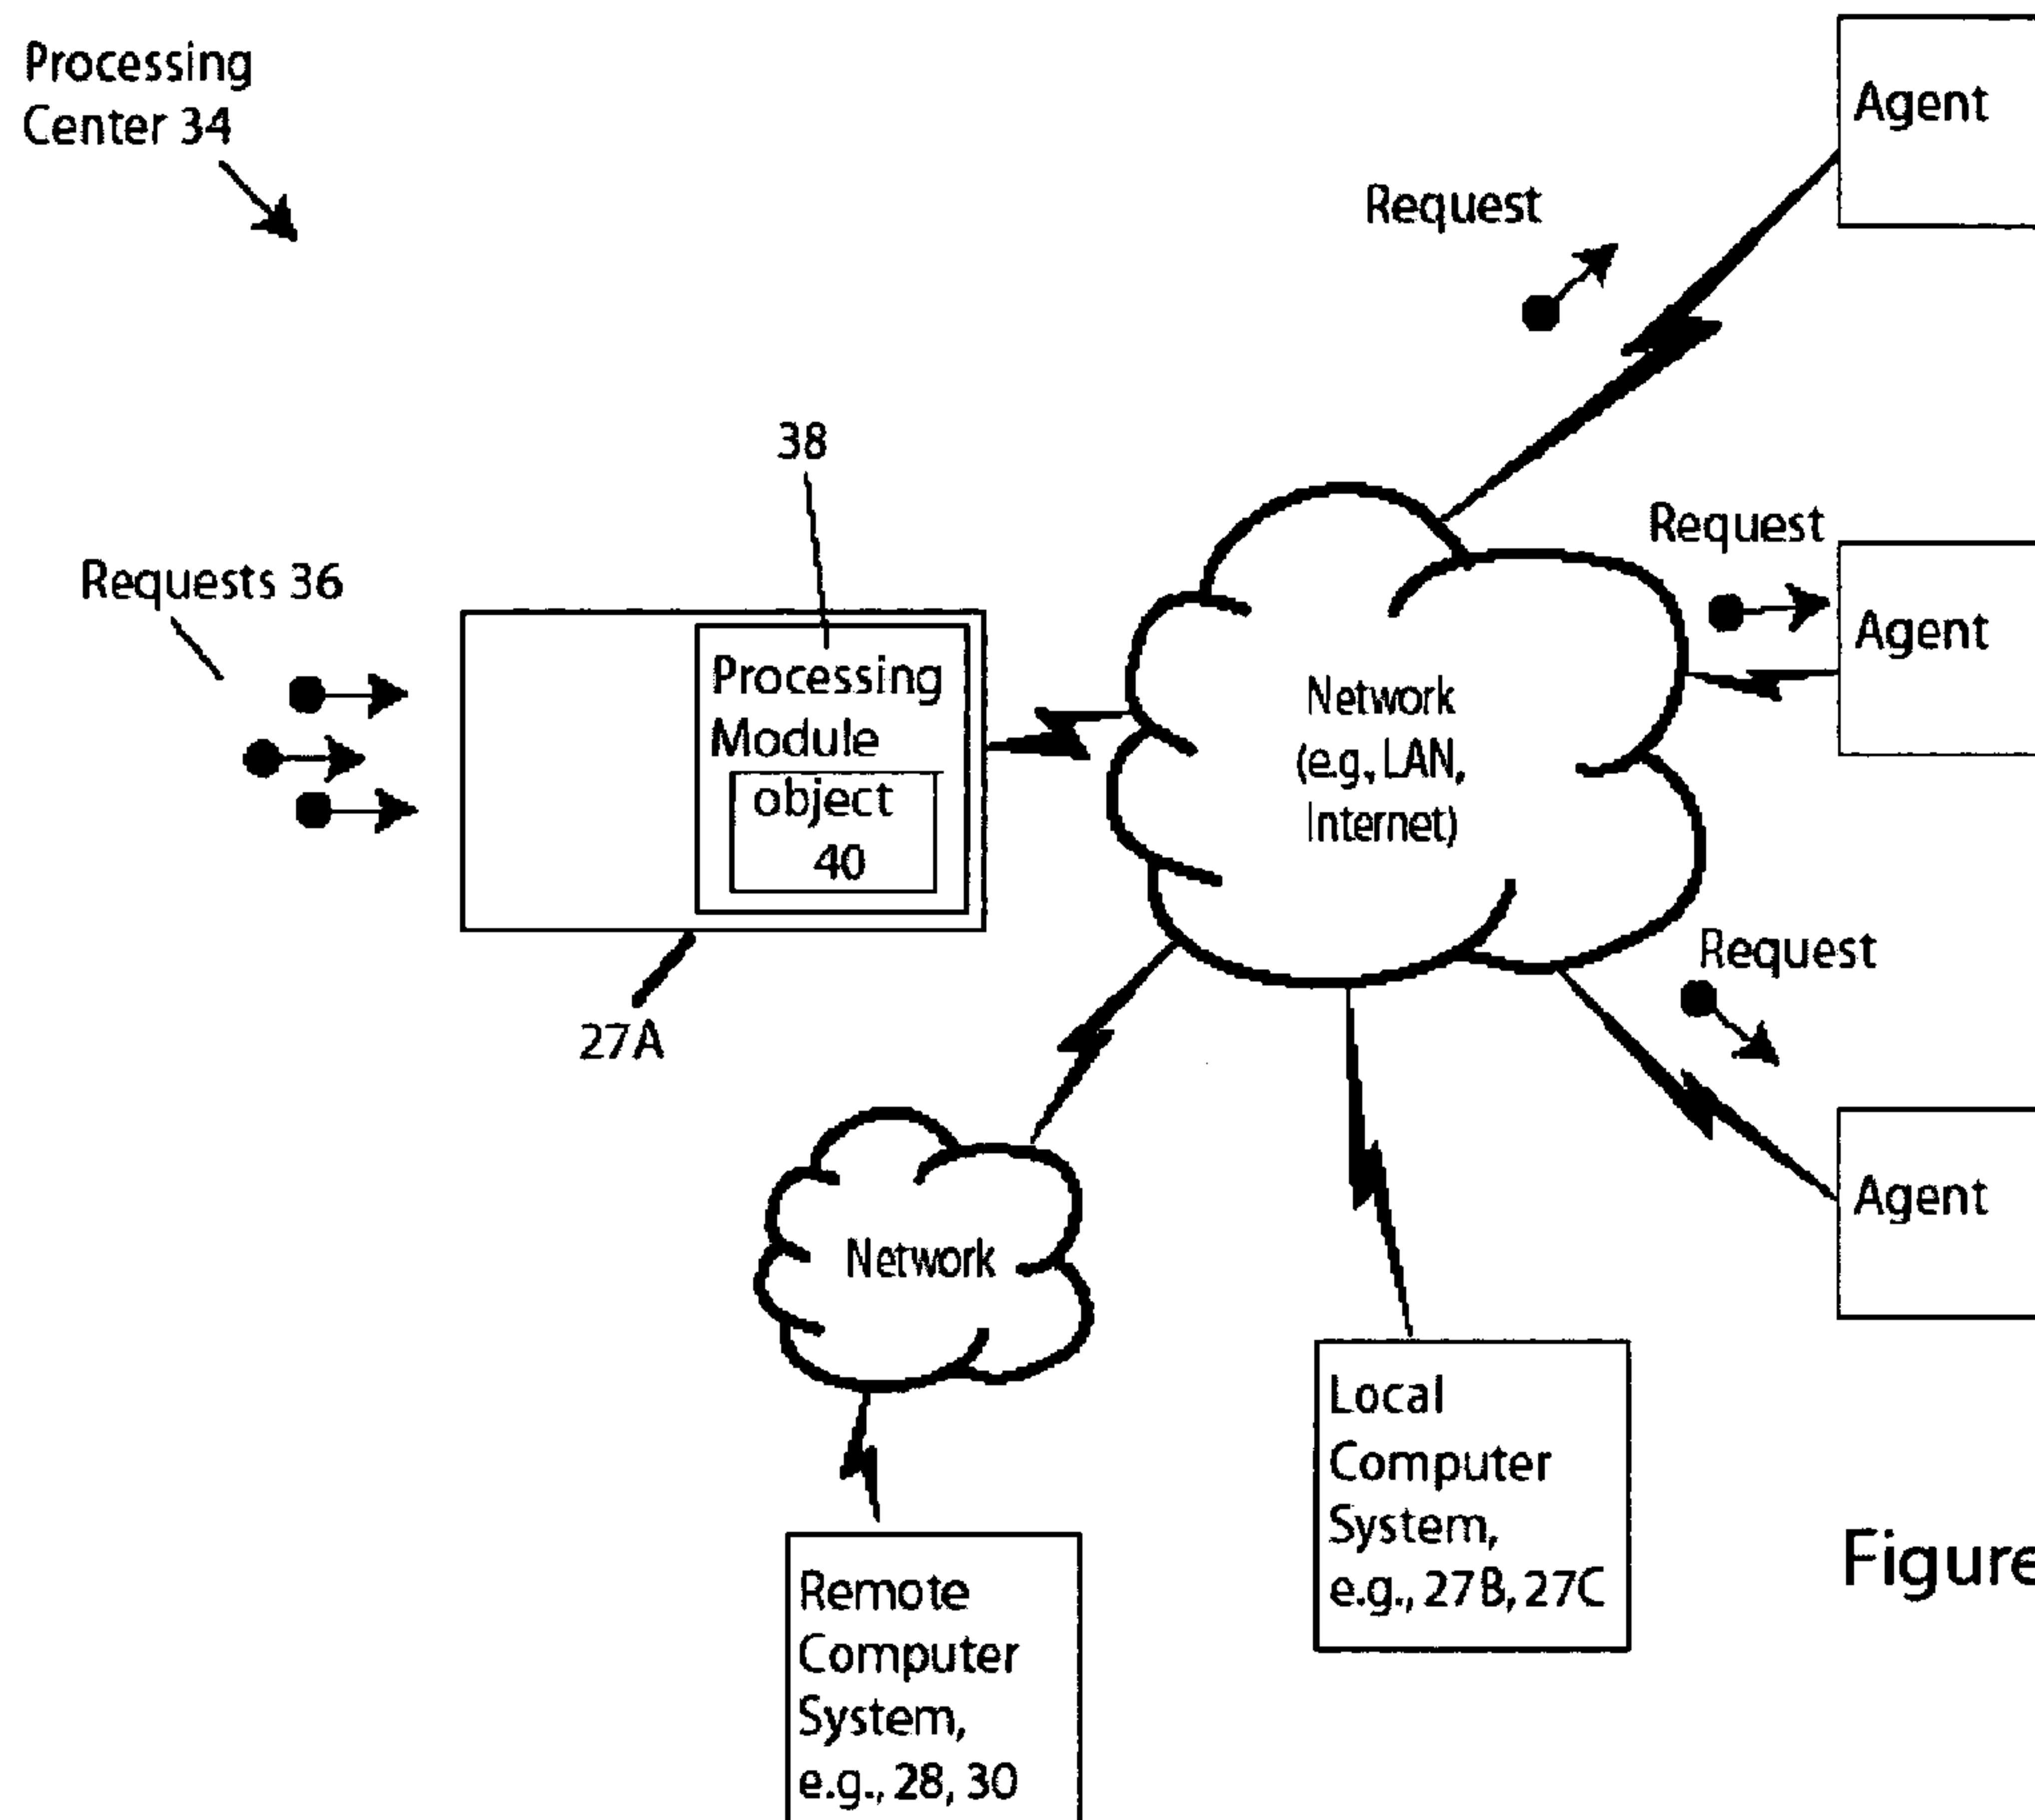 Processing
Center 34
Agent
Request
38
Request
Agent
Requests 36
Processing
Module
object
40
Network
(e.g., LAN,
Internet)
Request
27A
Agent
Network
Local
Computer
System,
e.g., 27B, 27C
Figure
Remote
Computer
System,
e.g., 28, 30